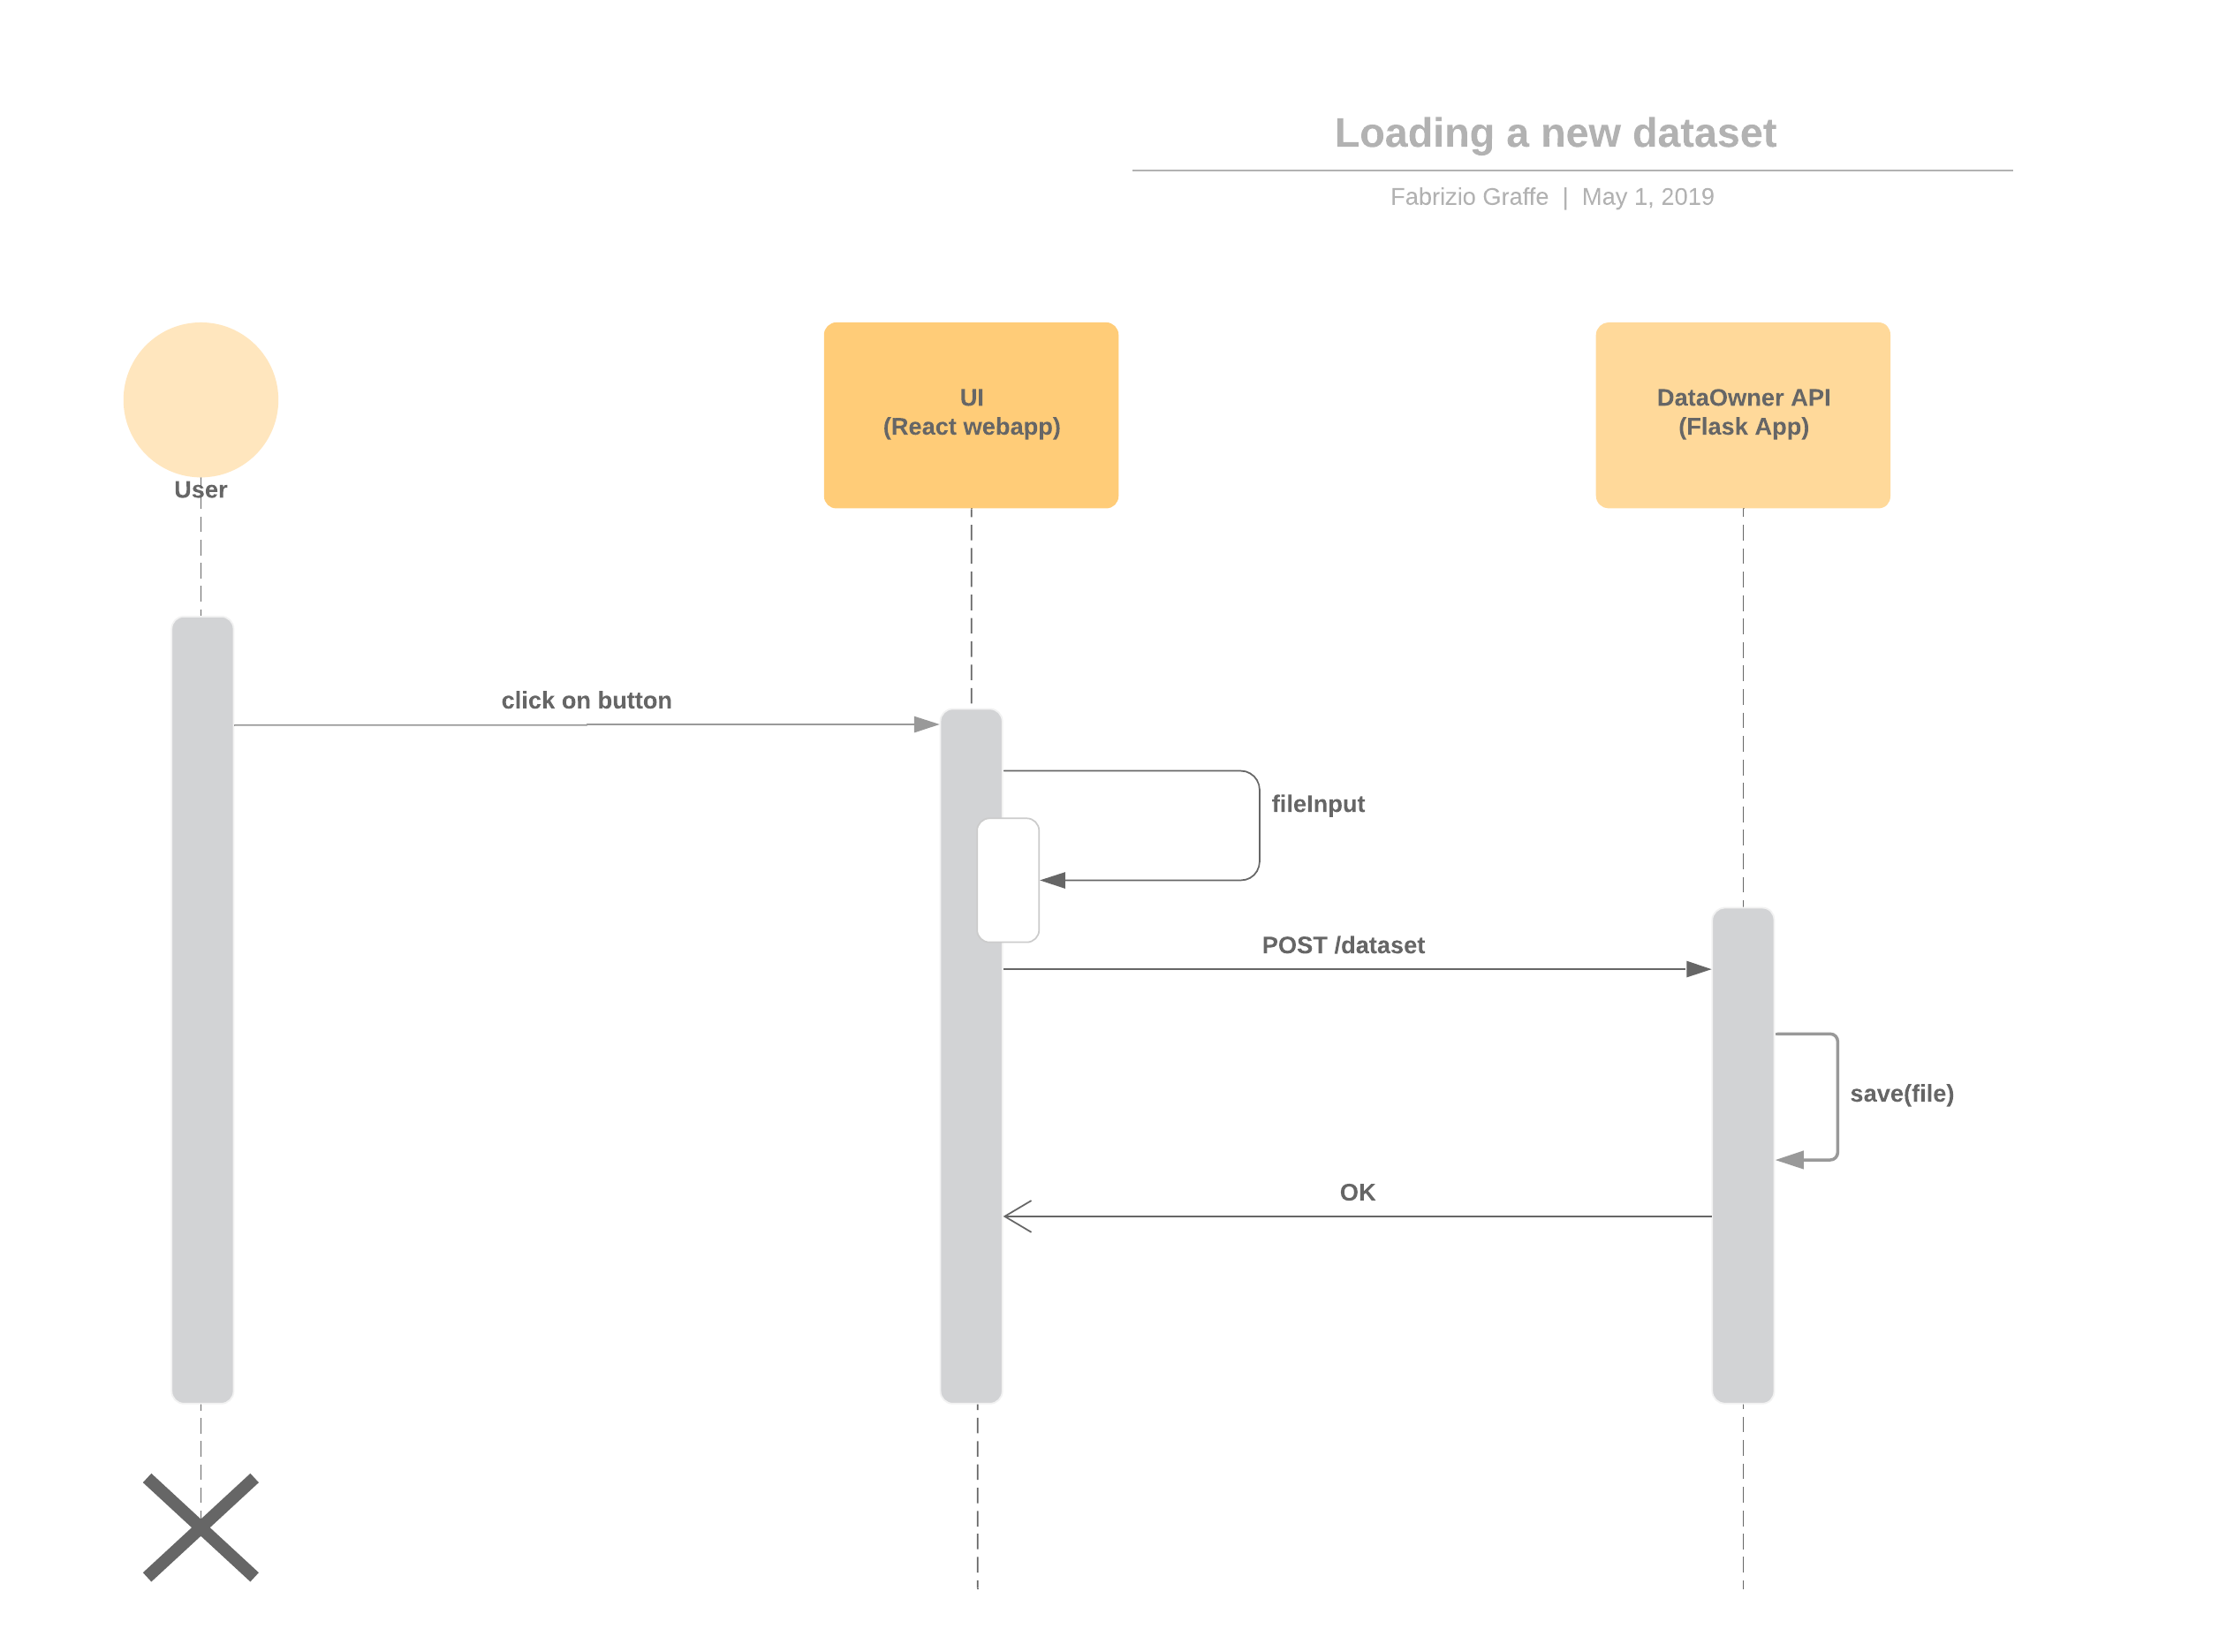 Loading a new dataset
Fabrizio Graffe | May 1, 2019
UI
(React webapp)
DataOwner API
(Flask App)
User
click on button
fileInput
POST /dataset
save(file)
OK